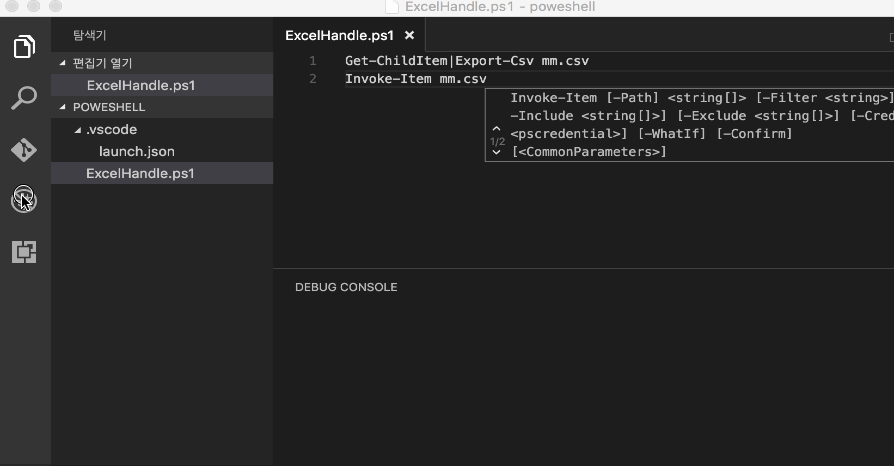 ExcelHandle.ps1 - poweshell
탐색기
편집기 열기
ExcelHandle.ps1
POWESHELL
.vscode
launch.json
ExcelHandle.ps1
ExcelHandle.ps1
1 Get-ChildItem|Export-Csv mm.csv
2 Invoke-Item mm.csv
Invoke-Item [-Path] <string[]> [-Filter <string>]
-Include <string[]>] [-Exclude <string[]>] [-Cred
1/2
<pscredential>] [-WhatIf] [-Confirm]
[<CommonParameters>]
DEBUG CONSOLE